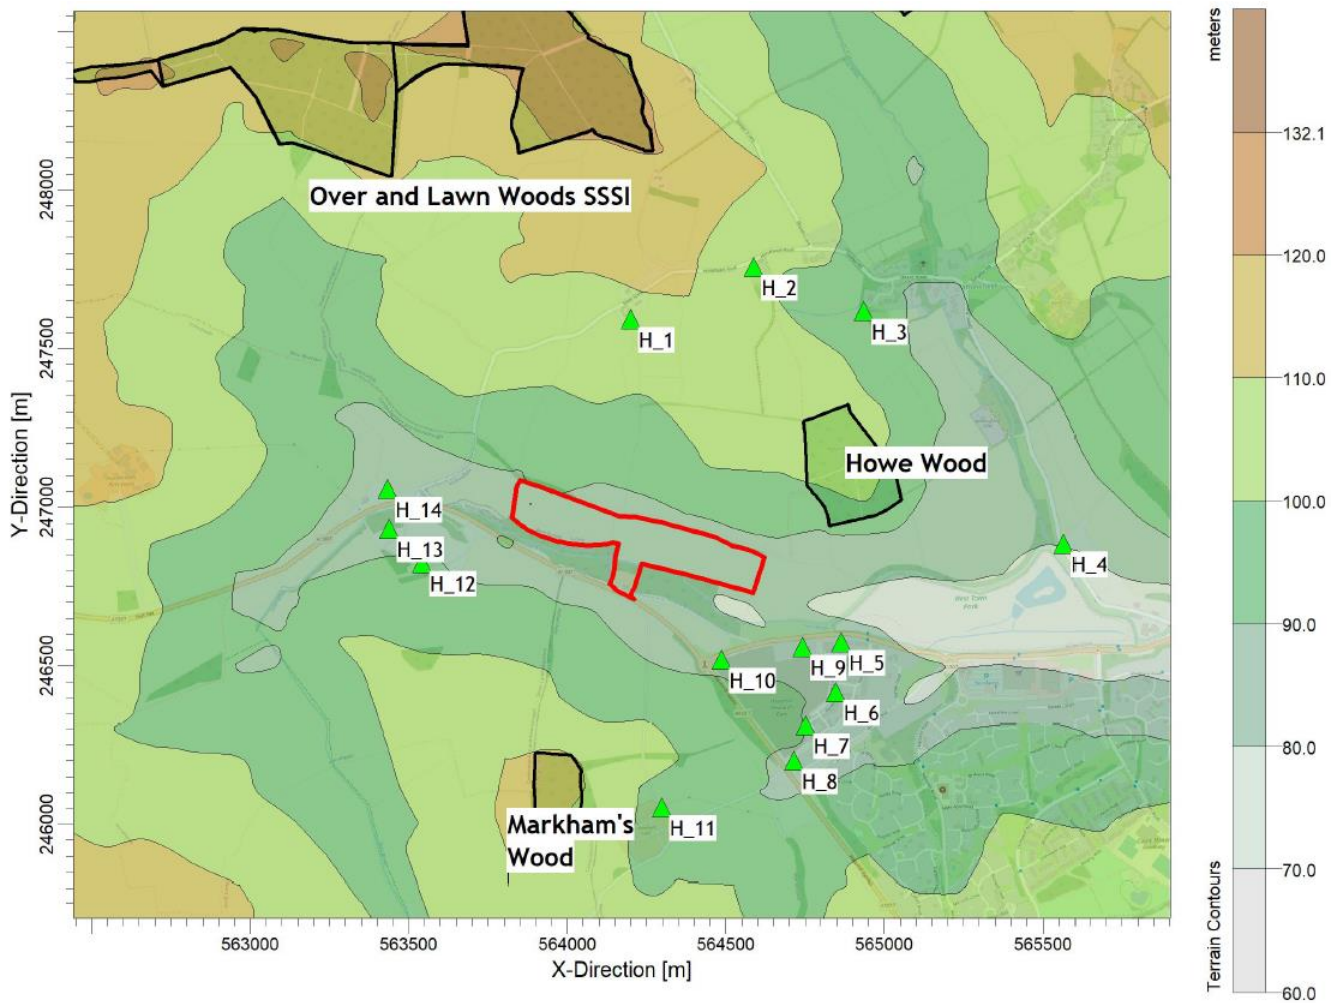 meters
132.1
120.0
110.0
100.0
90.0
80.0
70.0
60.0
Terrain Contours
Over and Lawn Woods SSSI
H_2
H_1
H_3
Howe Wood
H_14
H_13
H_12
H_4
H_9
H_5
H_10
H_6
H_7
H_8
Markham's
Wood
H_11
248000
247500
247000
246500
246000
Y-Direction [m]
563000
563500
564000
564500
565000
565500
X-Direction [m]